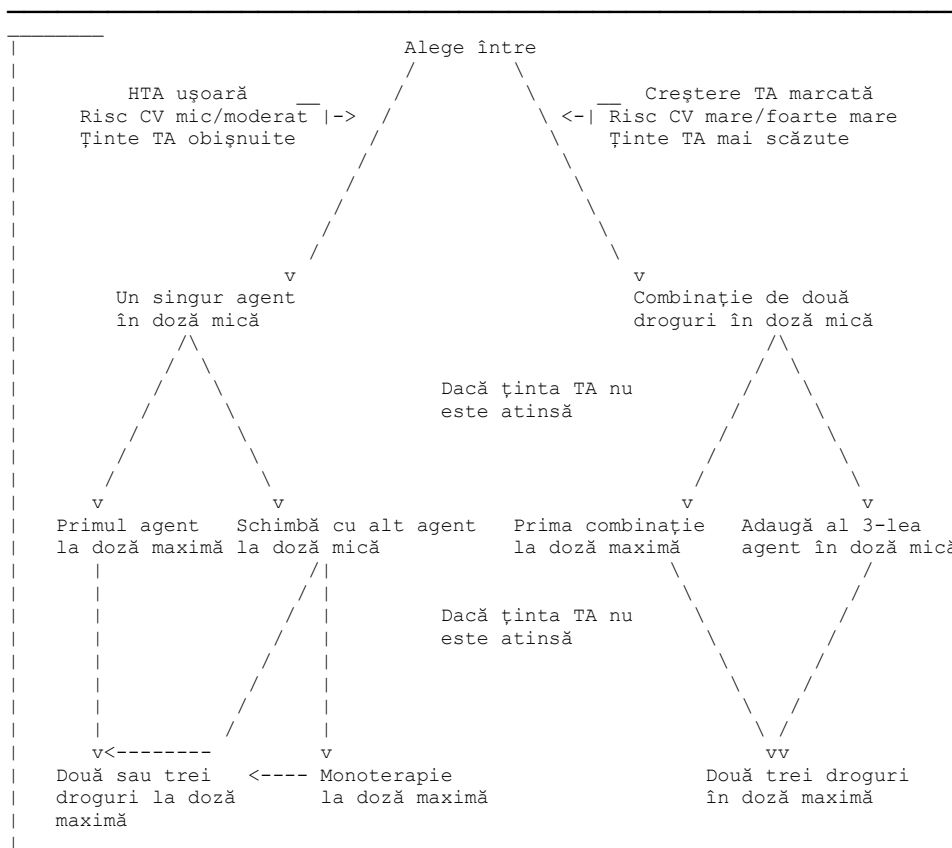 Alege între
HTA uşoară
Risc CV mic/moderat
Ţinte TA obişnuite
Creştere TA marcată
Risc CV mare/foarte mare
Ţinte TA mai scăzute
Un singur agent
în doză mică
Combinaţie de două
droguri în doză mică
Dacă ţinta TA nu
este atinsă
Primul agent
la doză maximă
Schimbă cu alt agent
la doză mică
Prima combinaţie
la doză maximă
Adaugă al 3-lea
agent în doză mică
Dacă ţinta TA nu
este atinsă
Două sau trei
droguri la doză
maximă
Monoterapie
la doză maximă
Două trei droguri
în doză maximă